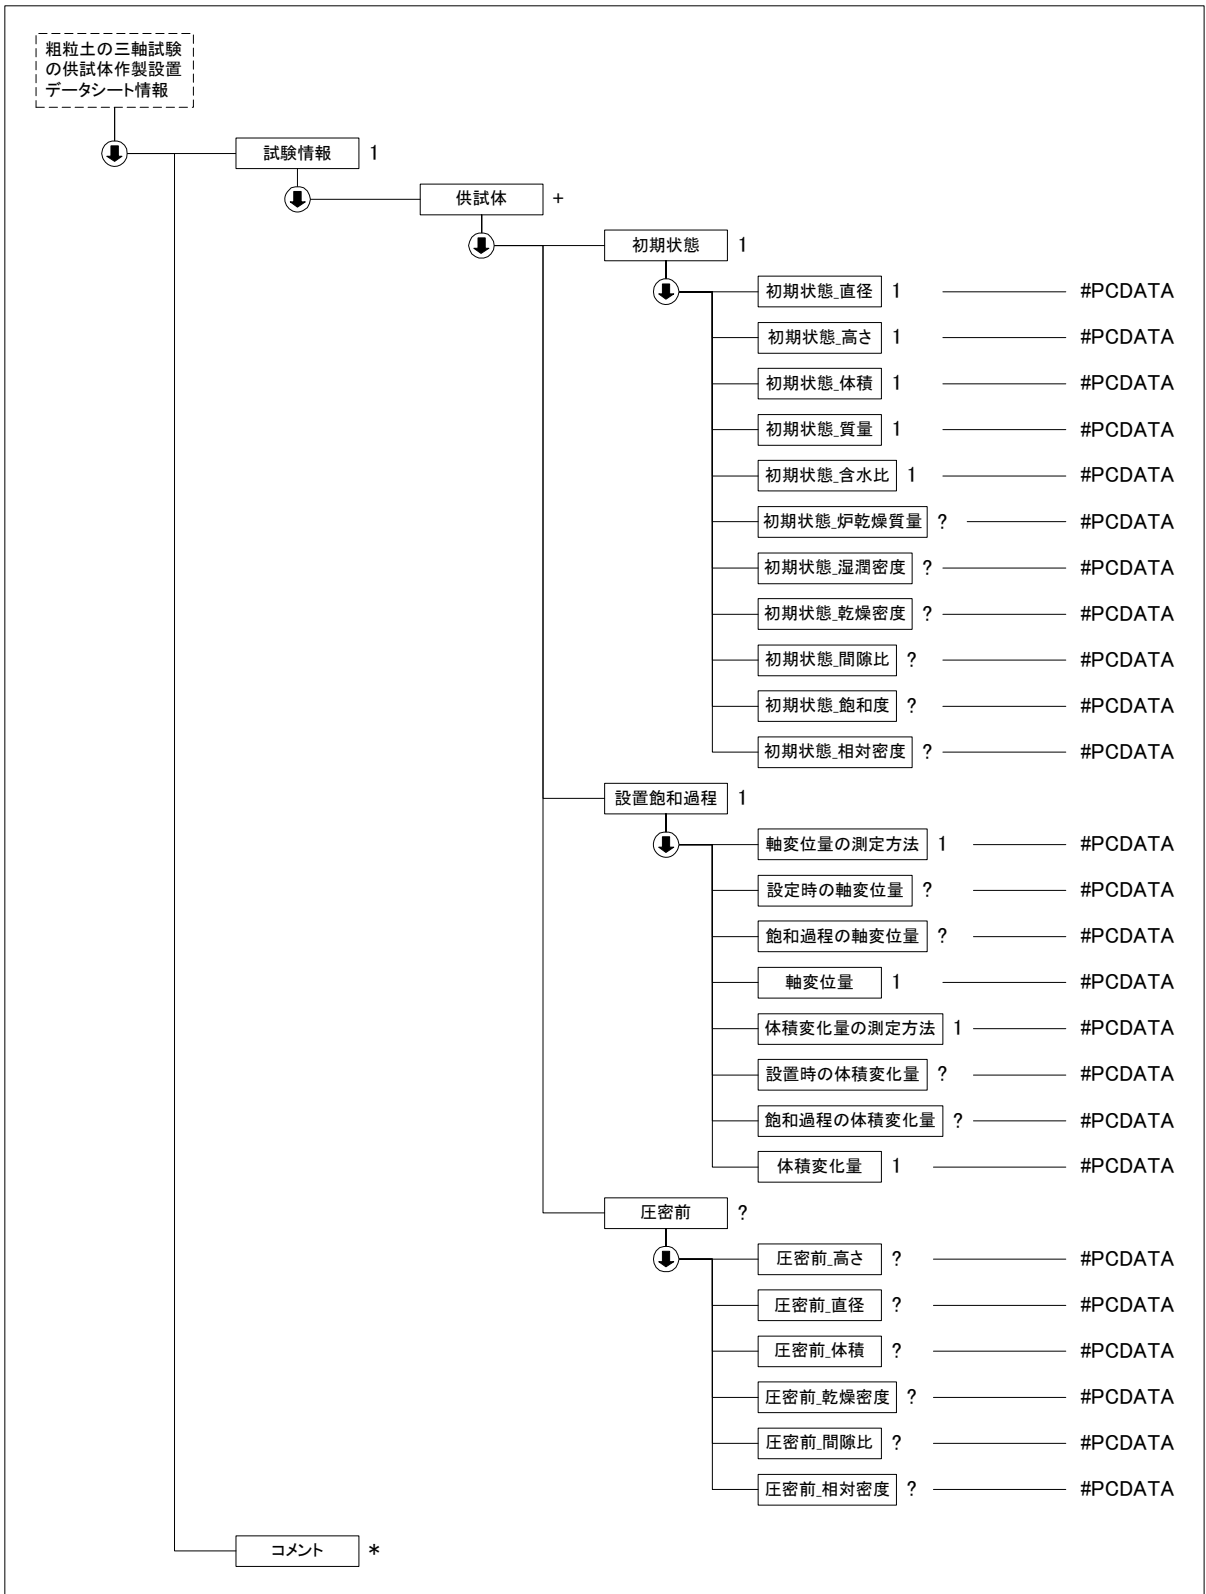 粗粒土の三軸試験
の供試体作製設置
データシート情報
試験情報 1
供試体 +
初期状態 1
初期状態_直径 1 #PCDATA
初期状態_高さ 1 #PCDATA
初期状態_体積 1 #PCDATA
初期状態_質量 1 #PCDATA
初期状態_含水比 1 #PCDATA
初期状態_炉乾燥質量 ? #PCDATA
初期状態_湿潤密度 ? #PCDATA
初期状態_乾燥密度 ? #PCDATA
初期状態_間隙比 ? #PCDATA
初期状態_飽和度 ? #PCDATA
初期状態_相対密度 ? #PCDATA
設置飽和過程 1
軸変位量の測定方法 1 #PCDATA
設定時の軸変位量 ? #PCDATA
飽和過程の軸変位量 ? #PCDATA
軸変位量 1 #PCDATA
体積変化量の測定方法 1 #PCDATA
設置時の体積変化量 ? #PCDATA
飽和過程の体積変化量 ? #PCDATA
体積変化量 1 #PCDATA
圧密前 ?
圧密前_高さ ? #PCDATA
圧密前_直径 ? #PCDATA
圧密前_体積 ? #PCDATA
圧密前_乾燥密度 ? #PCDATA
圧密前_間隙比 ? #PCDATA
圧密前_相対密度 ? #PCDATA
コメント *